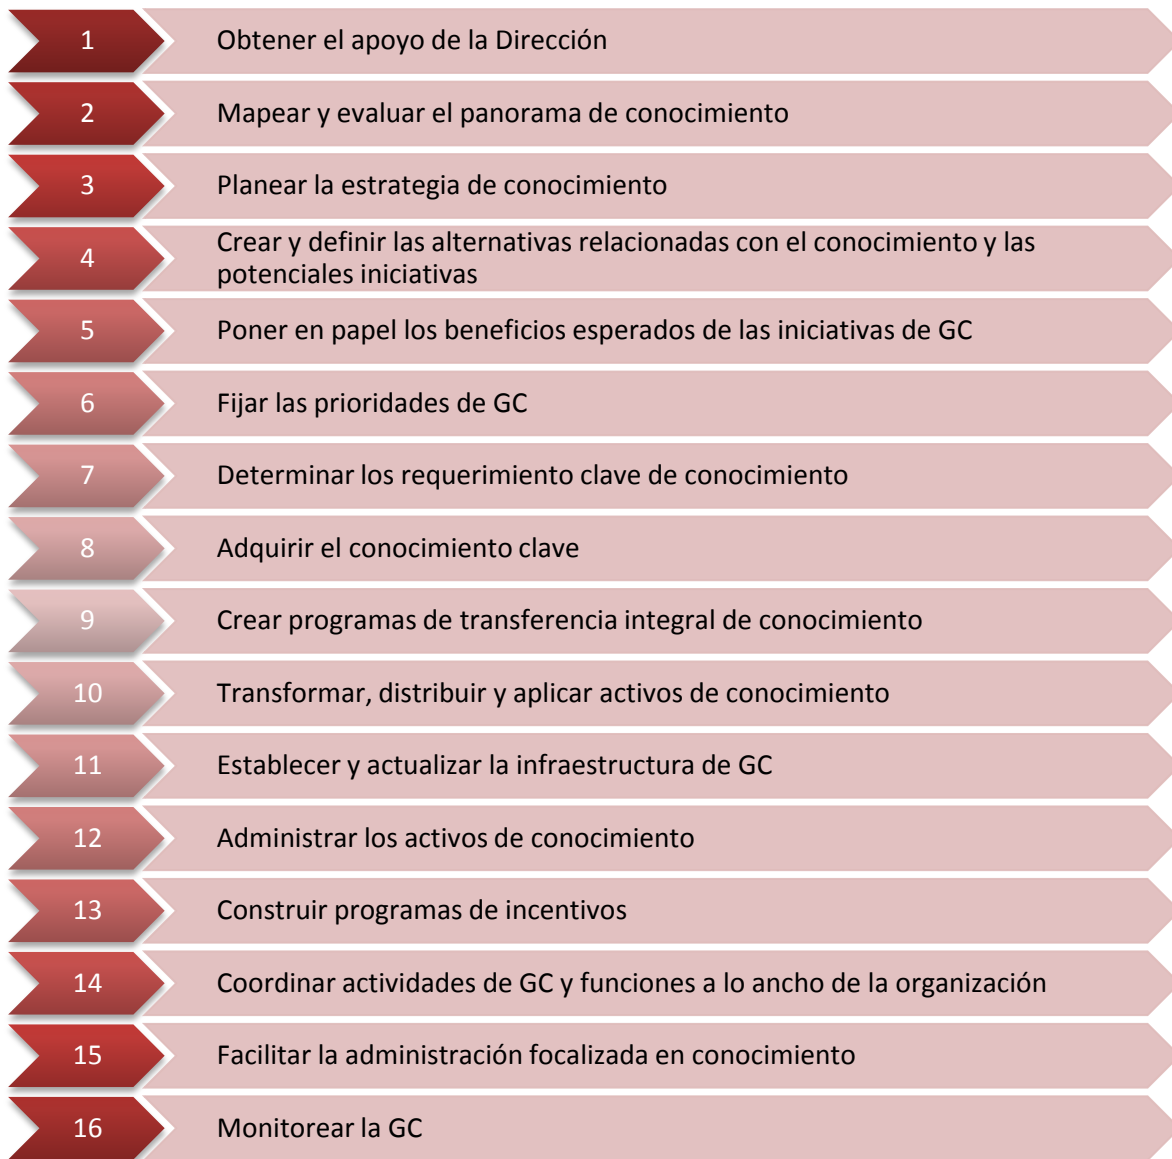 1
Obtener el apoyo de la Dirección
2
Mapear y evaluar el panorama de conocimiento
3
Planear la estrategia de conocimiento
4
Crear y definir las alternativas relacionadas con el conocimiento y las
potenciales iniciativas
5
Poner en papel los beneficios esperados de las iniciativas de GC
6
Fijar las prioridades de GC
7
Determinar los requerimiento clave de conocimiento
8
Adquirir el conocimiento clave
9
Crear programas de transferencia integral de conocimiento
10
Transformar, distribuir y aplicar activos de conocimiento
11
Establecer y actualizar la infraestructura de GC
12
Administrar los activos de conocimiento
13
Construir programas de incentivos
14
Coordinar actividades de GC y funciones a lo ancho de la organización
15
Facilitar la administración focalizada en conocimiento
16
Monitorear la GC